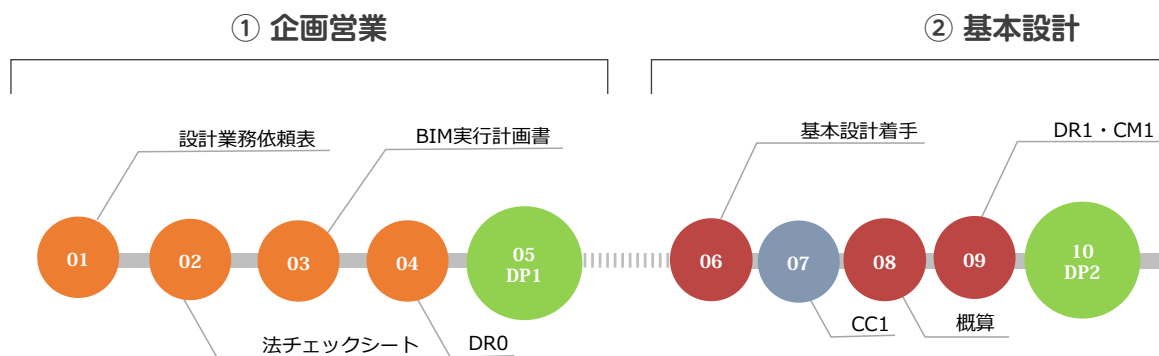 ① 企画営業
② 基本設計
設計業務依頼表
BIM実行計画書
基本設計着手
DR1・CM1
01
02
03
04
05
DP1
06
07
08
09
10
DP2
法チェックシート
DR0
CC1
概算